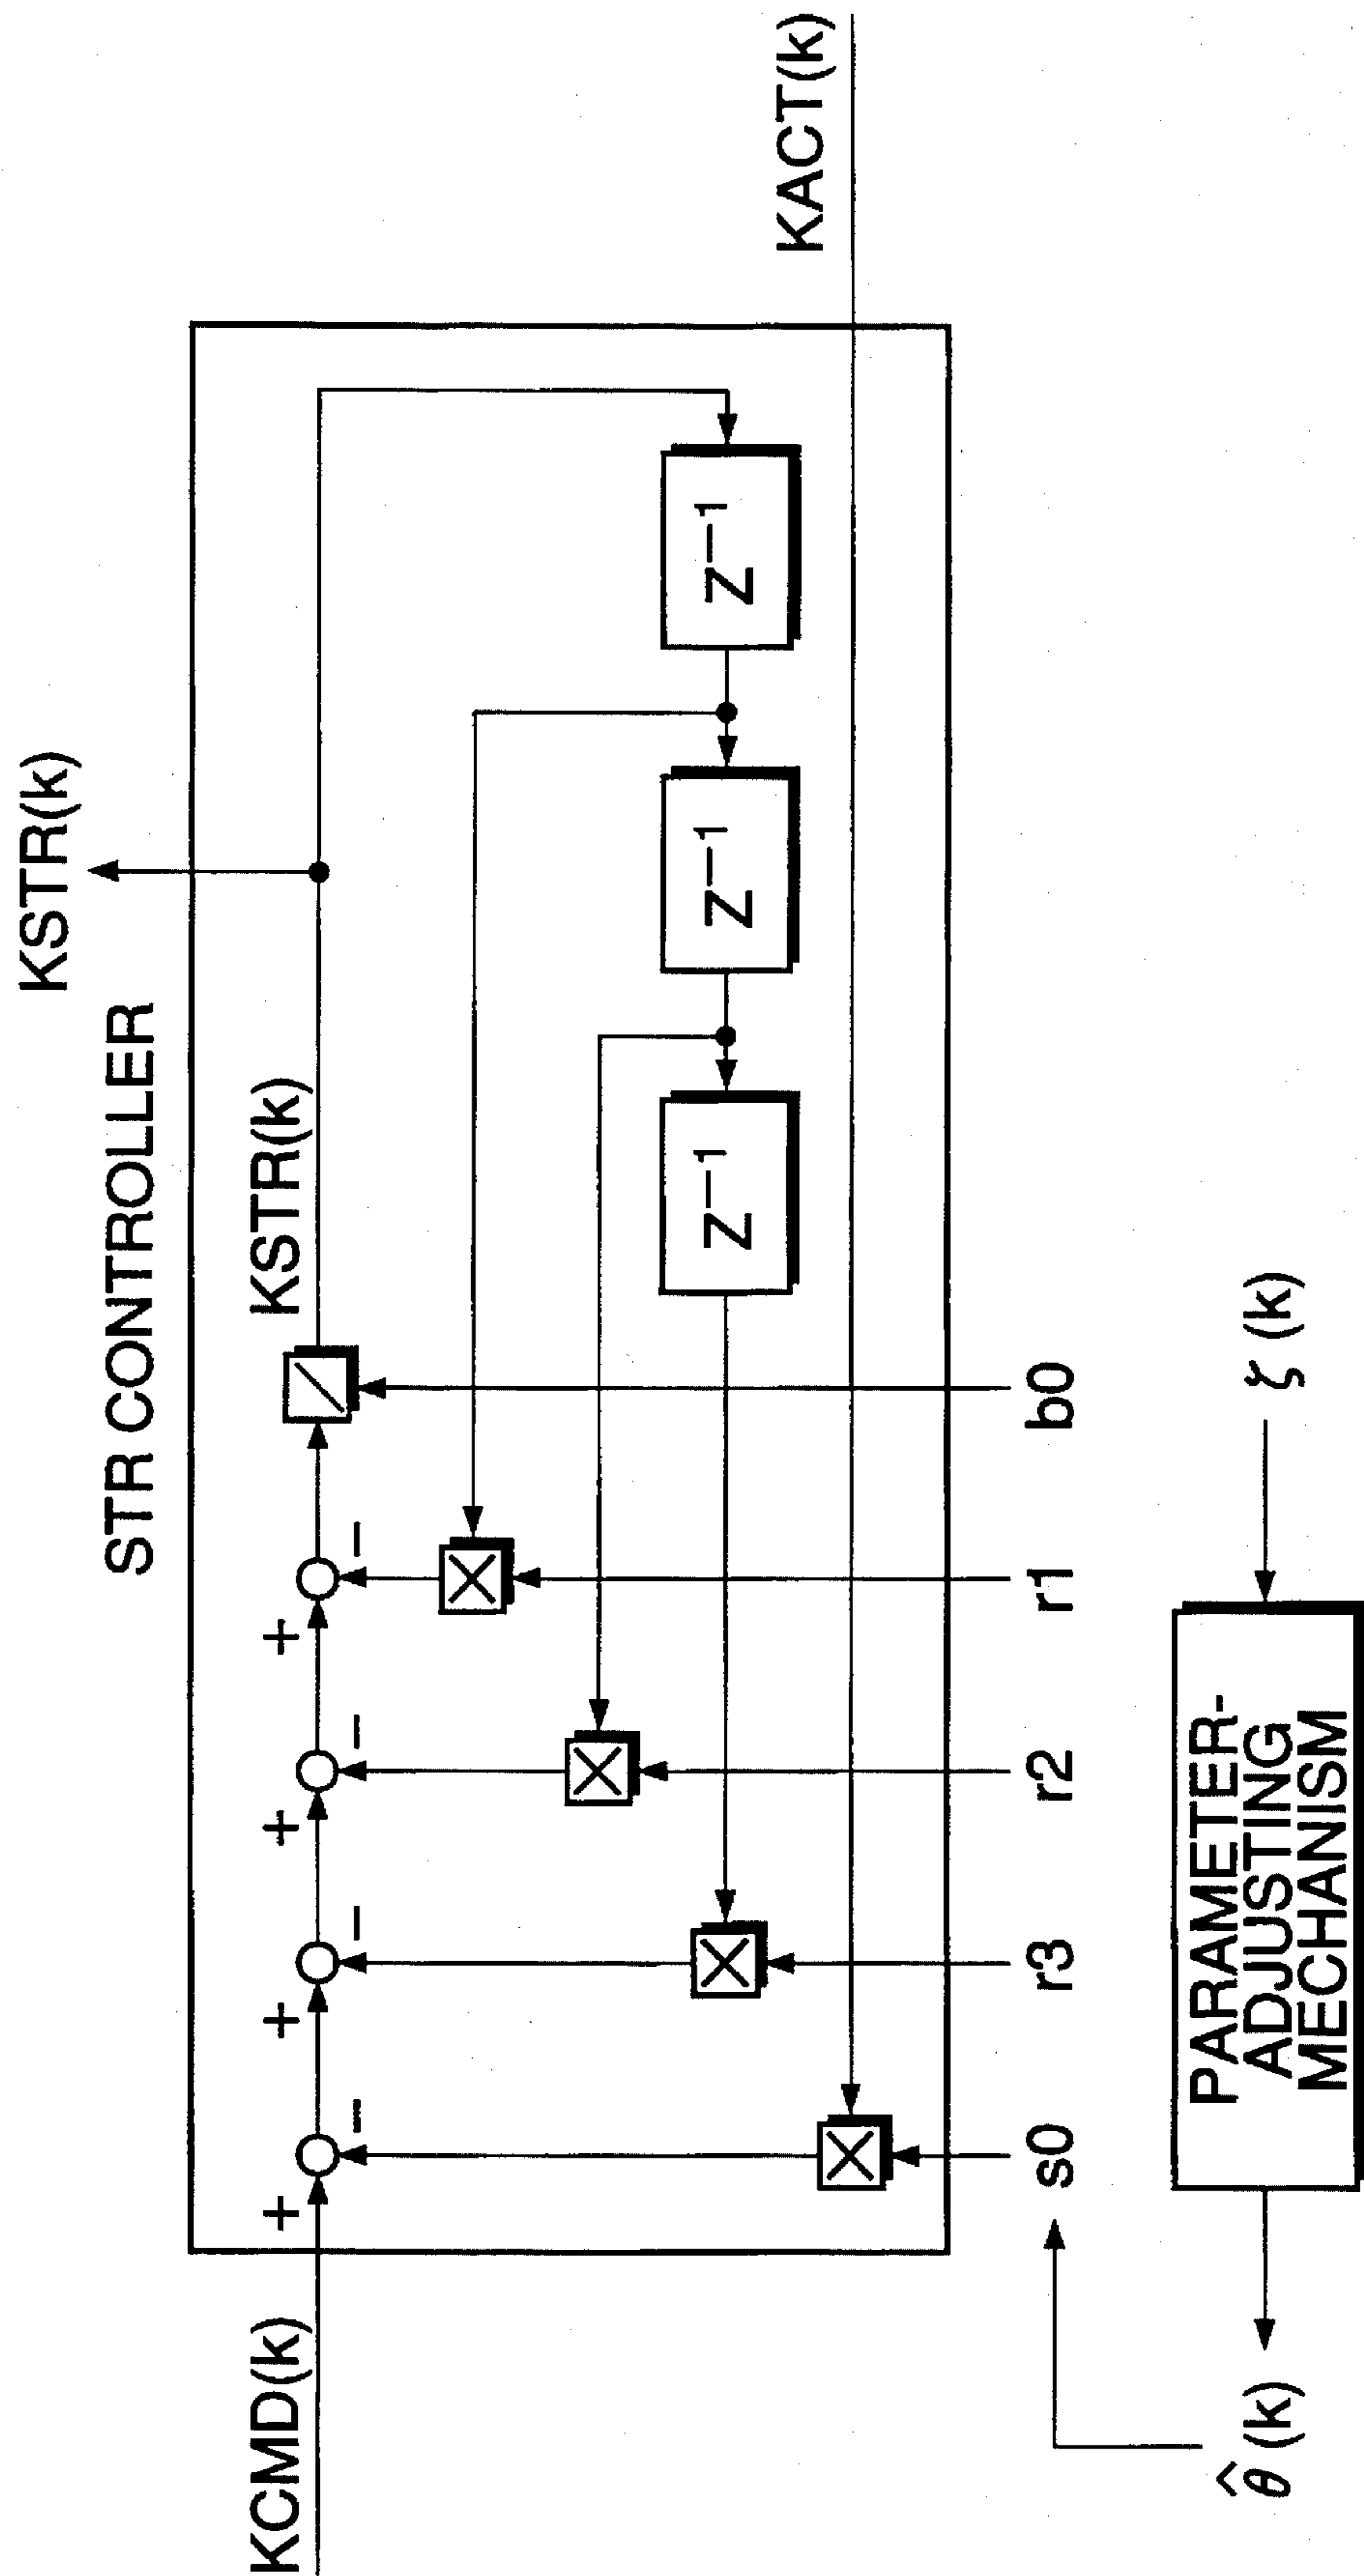 KSTR(k)
STR CONTROLLER
KCMD(k)
KSTR(k)
+
+
+
+
−
−
−
−
Z⁻¹
Z⁻¹
Z⁻¹
KACT(k)
s0
r3
r2
r1
b0
PARAMETER-
ADJUSTING
MECHANISM
θ̂ (k)
ζ (k)